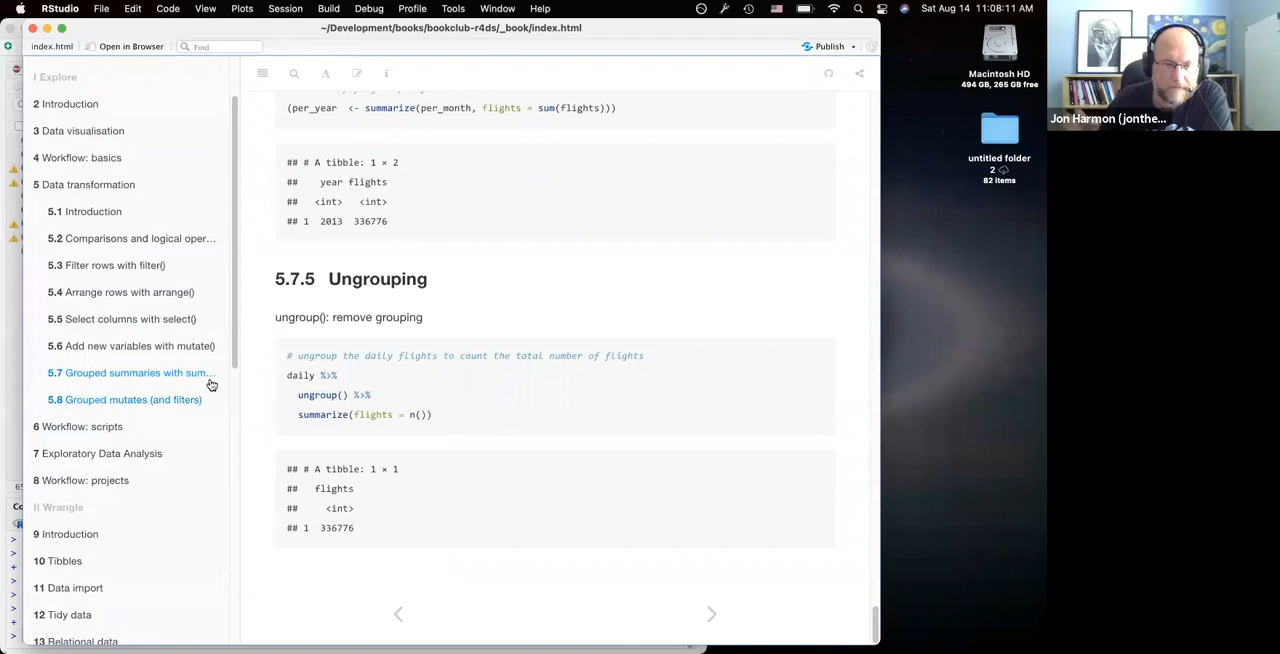 RStudio File Edit Code View Plots Session Build Debug Profile Tools Window Help
Sat Aug 14 11:08:11 AM
~/Development/books/bookclub-r4ds/_book/index.html
index.html Open in Browser Find Publish
I Explore
2 Introduction
3 Data visualisation
4 Workflow: basics
5 Data transformation
5.1 Introduction
5.2 Comparisons and logical oper…
5.3 Filter rows with filter()
5.4 Arrange rows with arrange()
5.5 Select columns with select()
5.6 Add new variables with mutate()
5.7 Grouped summaries with sum…
5.8 Grouped mutates (and filters)
6 Workflow: scripts
7 Exploratory Data Analysis
8 Workflow: projects
II Wrangle
9 Introduction
10 Tibbles
11 Data import
12 Tidy data
13 Relational data
(per_year <- summarize(per_month, flights = sum(flights)))
## # A tibble: 1 × 2
## year flights
## <int> <int>
## 1 2013 336776
5.7.5 Ungrouping
ungroup(): remove grouping
# ungroup the daily flights to count the total number of flights
daily %>%
ungroup() %>%
summarize(flights = n())
## # A tibble: 1 × 1
## flights
## <int>
## 1 336776
Macintosh HD
494 GB, 265 GB free
untitled folder
2
82 items
Jon Harmon (jonthe...